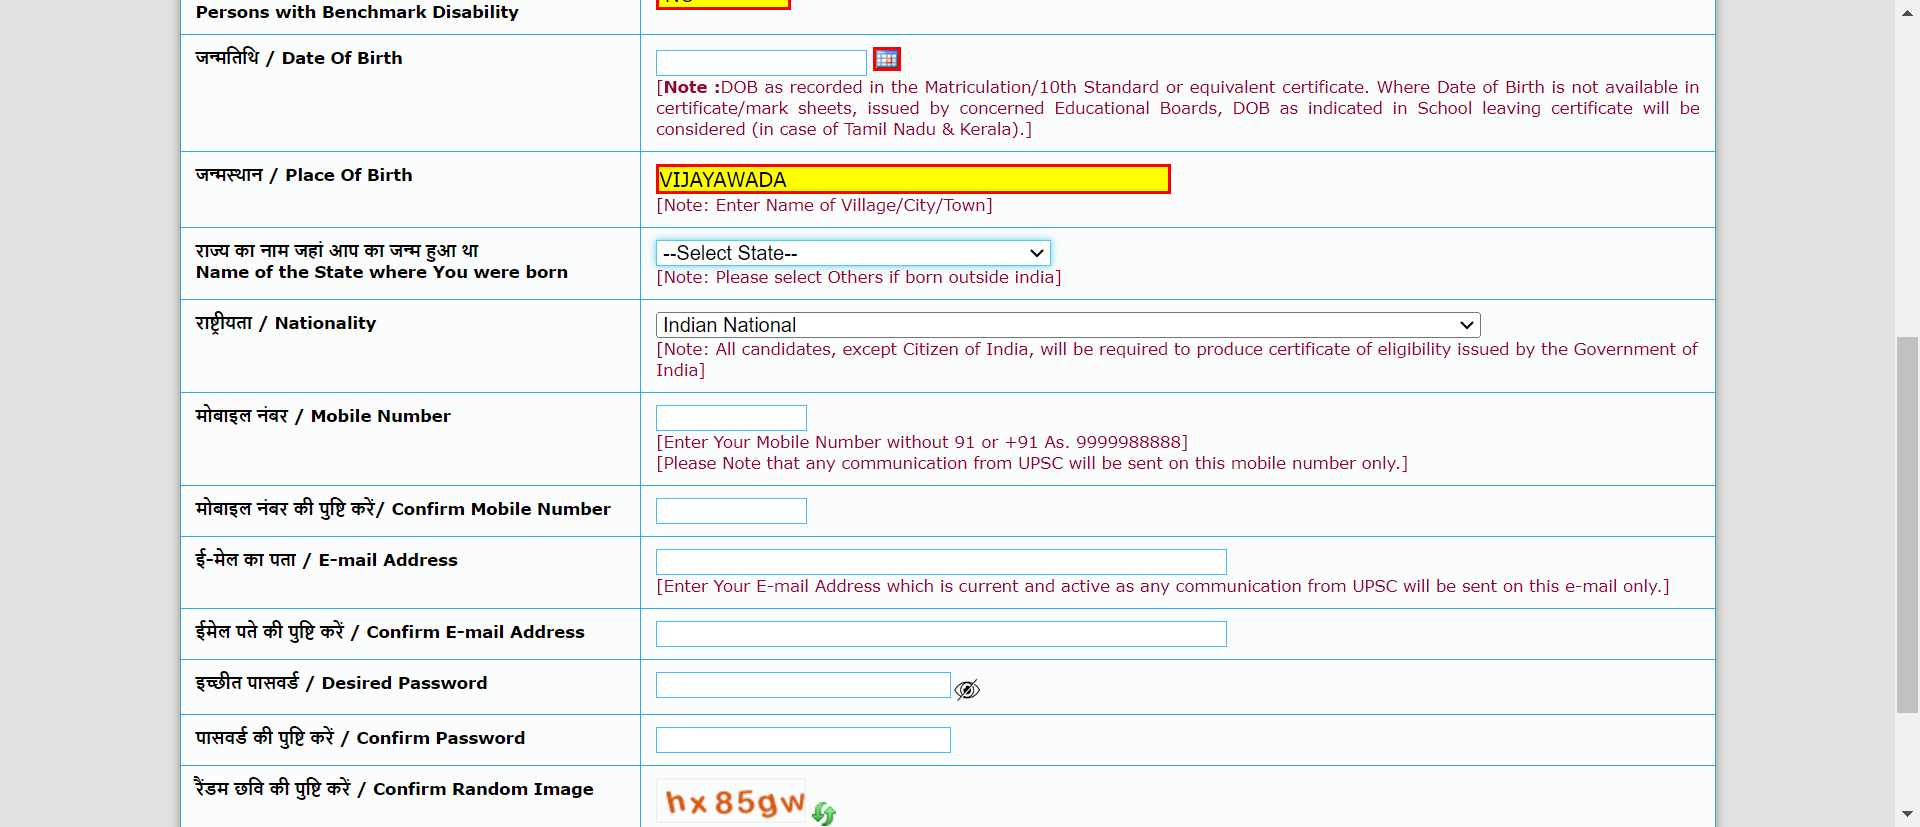 Persons with Benchmark Disability
जन्मतिथि / Date Of Birth
[Note :DOB as recorded in the Matriculation/10th Standard or equivalent certificate. Where Date of Birth is not available in
certificate/mark sheets, issued by concerned Educational Boards, DOB as indicated in School leaving certificate will be
considered (in case of Tamil Nadu & Kerala).]
जन्मस्थान / Place Of Birth
VIJAYAWADA
[Note: Enter Name of Village/City/Town]
राज्य का नाम जहां आप का जन्म हुआ था
Name of the State where You were born
--Select State--
[Note: Please select Others if born outside india]
राष्ट्रीयता / Nationality
Indian National
[Note: All candidates, except Citizen of India, will be required to produce certificate of eligibility issued by the Government of
India]
मोबाइल नंबर / Mobile Number
[Enter Your Mobile Number without 91 or +91 As. 9999988888]
[Please Note that any communication from UPSC will be sent on this mobile number only.]
मोबाइल नंबर की पुष्टि करें/ Confirm Mobile Number
ई-मेल का पता / E-mail Address
[Enter Your E-mail Address which is current and active as any communication from UPSC will be sent on this e-mail only.]
ईमेल पते की पुष्टि करें / Confirm E-mail Address
इच्छीत पासवर्ड / Desired Password
पासवर्ड की पुष्टि करें / Confirm Password
रैंडम छवि की पुष्टि करें / Confirm Random Image
hx85gw